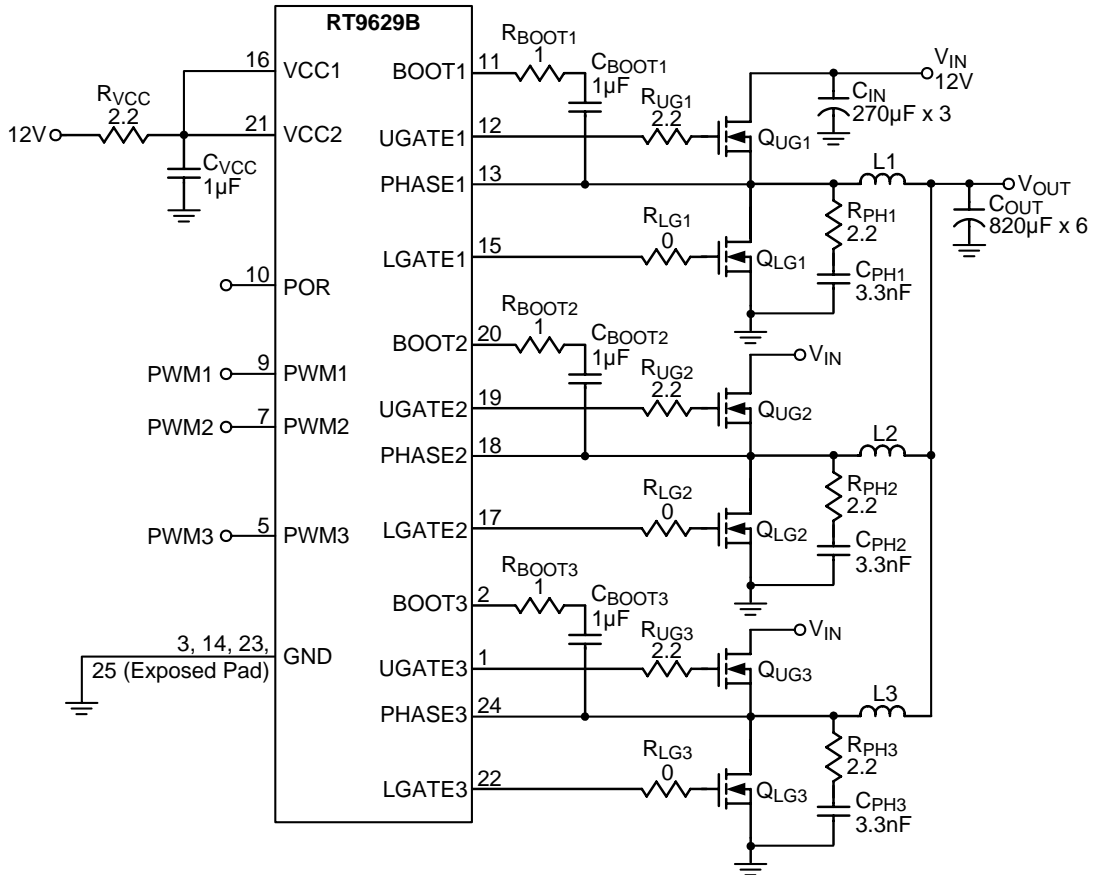 RT9629B
12V
RVCC
2.2
CVCC
1µF
16
VCC1
21
VCC2
10
POR
PWM1
9
PWM1
PWM2
7
PWM2
PWM3
5
PWM3
3, 14, 23,
25 (Exposed Pad)
GND
BOOT1
11
RBOOT1
1
CBOOT1
1µF
UGATE1
12
RUG1
2.2
QUG1
PHASE1
13
LGATE1
15
RLG1
0
QLG1
VIN
12V
CIN
270µF x 3
L1
RPH1
2.2
CPH1
3.3nF
VOUT
COUT
820µF x 6
BOOT2
20
RBOOT2
1
CBOOT2
1µF
UGATE2
19
RUG2
2.2
QUG2
VIN
PHASE2
18
L2
LGATE2
17
RLG2
0
QLG2
RPH2
2.2
CPH2
3.3nF
BOOT3
2
RBOOT3
1
CBOOT3
1µF
UGATE3
1
RUG3
2.2
QUG3
VIN
PHASE3
24
L3
LGATE3
22
RLG3
0
QLG3
RPH3
2.2
CPH3
3.3nF